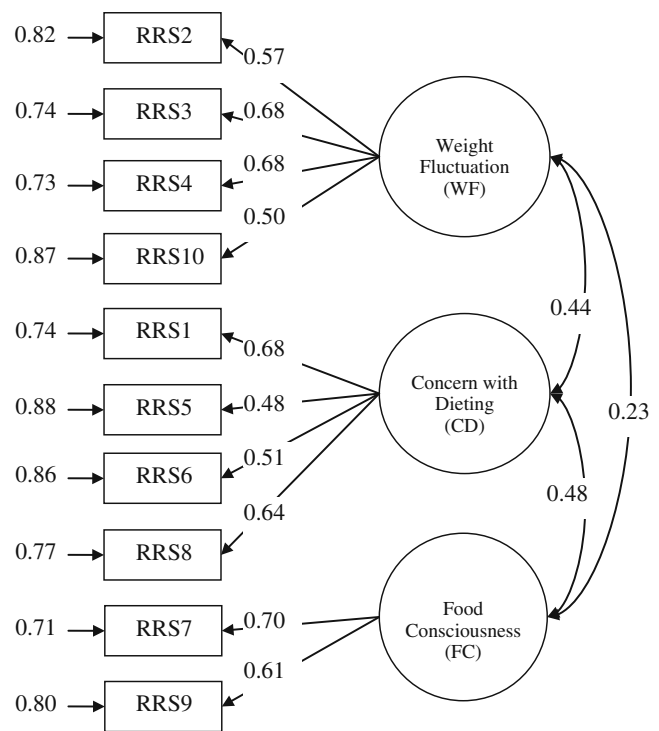 0.82
RRS2
0.57
0.74
RRS3
0.68
0.73
RRS4
0.68
0.87
RRS10
0.50
Weight
Fluctuation
(WF)
0.74
RRS1
0.68
0.88
RRS5
0.48
0.86
RRS6
0.51
0.77
RRS8
0.64
Concern with
Dieting
(CD)
0.71
RRS7
0.70
0.80
RRS9
0.61
Food
Consciousness
(FC)
0.44
0.23
0.48